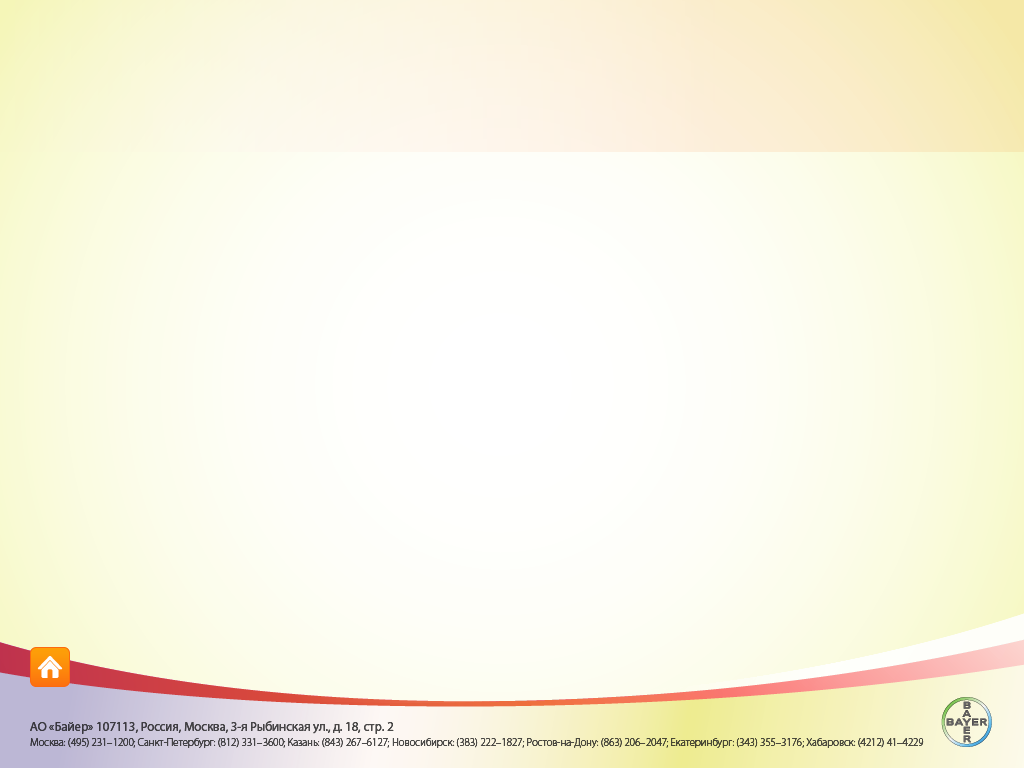 АО «Байер» 107113, Россия, Москва, 3-я Рыбинская ул., д. 18, стр. 2
Москва: (495) 231–1200; Санкт-Петербург: (812) 331–3600; Казань: (843) 267–6127; Новосибирск: (383) 222–1827; Ростов-на-Дону: (863) 206–2047; Екатеринбург: (343) 355–3176; Хабаровск: (4212) 41–4229
BAYER
BAYER